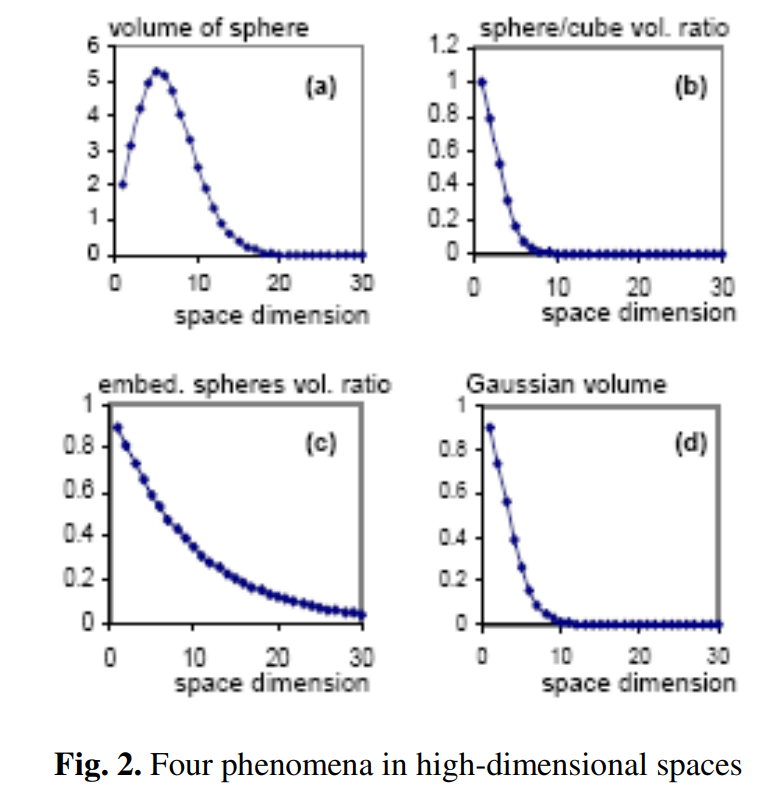 volume of sphere
6
5
4
3
2
1
0
(a)
0 10 20 30
space dimension
sphere/cube vol. ratio
1.2
1
0.8
0.6
0.4
0.2
0
(b)
0 10 20 30
space dimension
embed. spheres vol. ratio
1
0.8
0.6
0.4
0.2
0
(c)
0 10 20 30
space dimension
Gaussian volume
1
0.8
0.6
0.4
0.2
0
(d)
0 10 20 30
space dimension
Fig. 2. Four phenomena in high-dimensional spaces